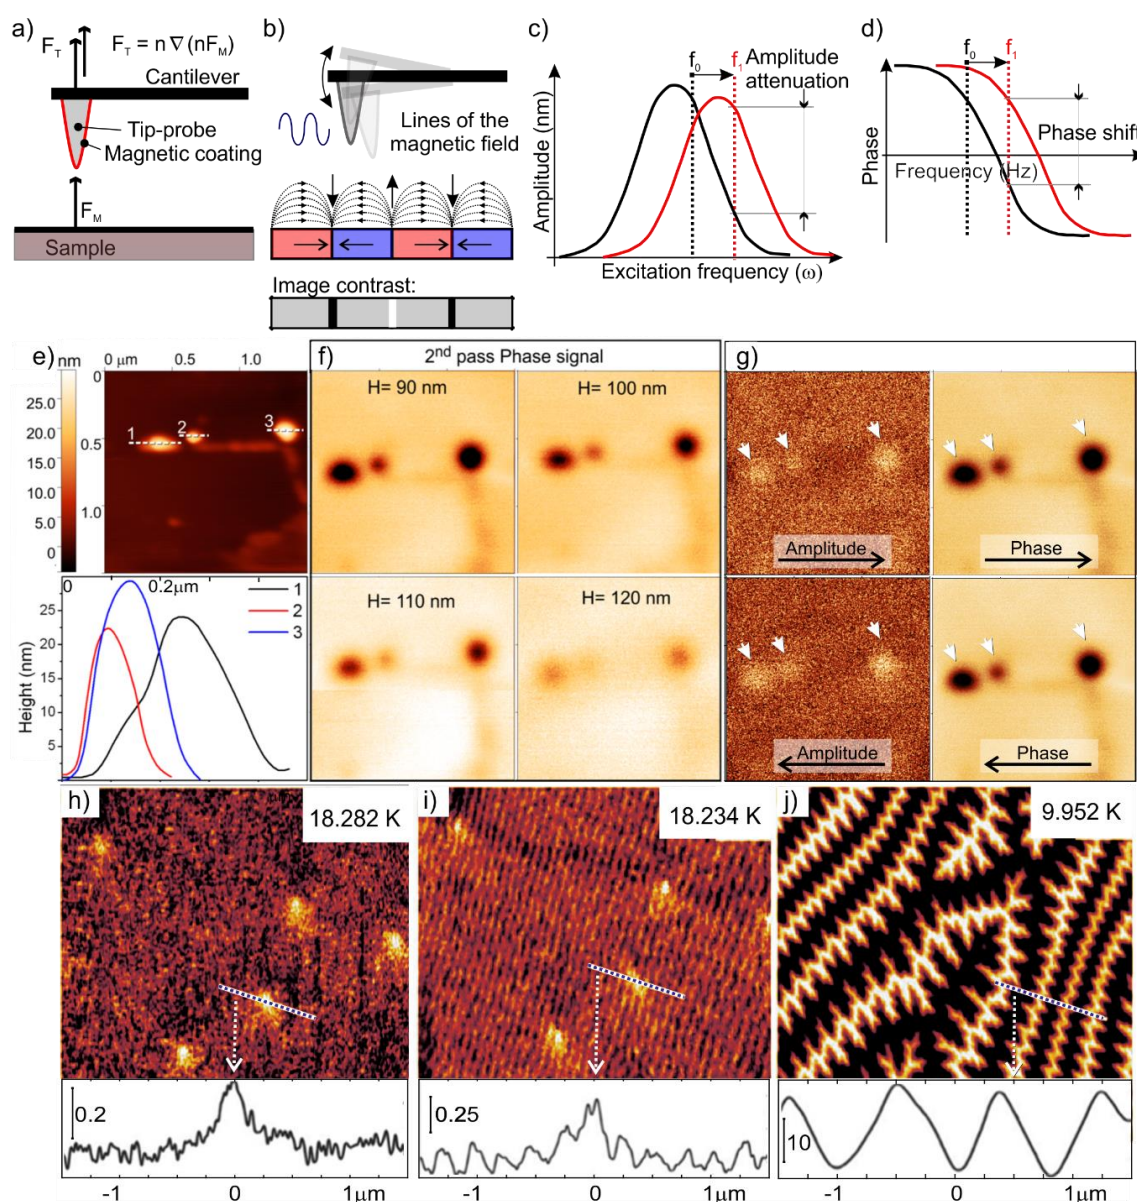 a)
F_T
F_T = n ∇ (nF_M)
Cantilever
Tip-probe
Magnetic coating
F_M
Sample
b)
Lines of the
magnetic field
Image contrast:
c)
f₀
f₁
Amplitude
attenuation
Amplitude (nm)
Excitation frequency (ω)
d)
f₀
f₁
Phase shift
Phase
Frequency (Hz)
e)
nm
0 μm 0.5 1.0
25.0
20.0
15.0
10.0
5.0
0
0
0.5
1.0
1
2
3
0 0.2μm
1
2
3
25
20
15
10
5
Height (nm)
f)
2nd pass Phase signal
H= 90 nm
H= 100 nm
H= 110 nm
H= 120 nm
g)
Amplitude
Phase
Amplitude
Phase
h)
18.282 K
0.2
-1 0 1μm
i)
18.234 K
0.25
-1 0 1μm
j)
9.952 K
10
-1 0 1μm